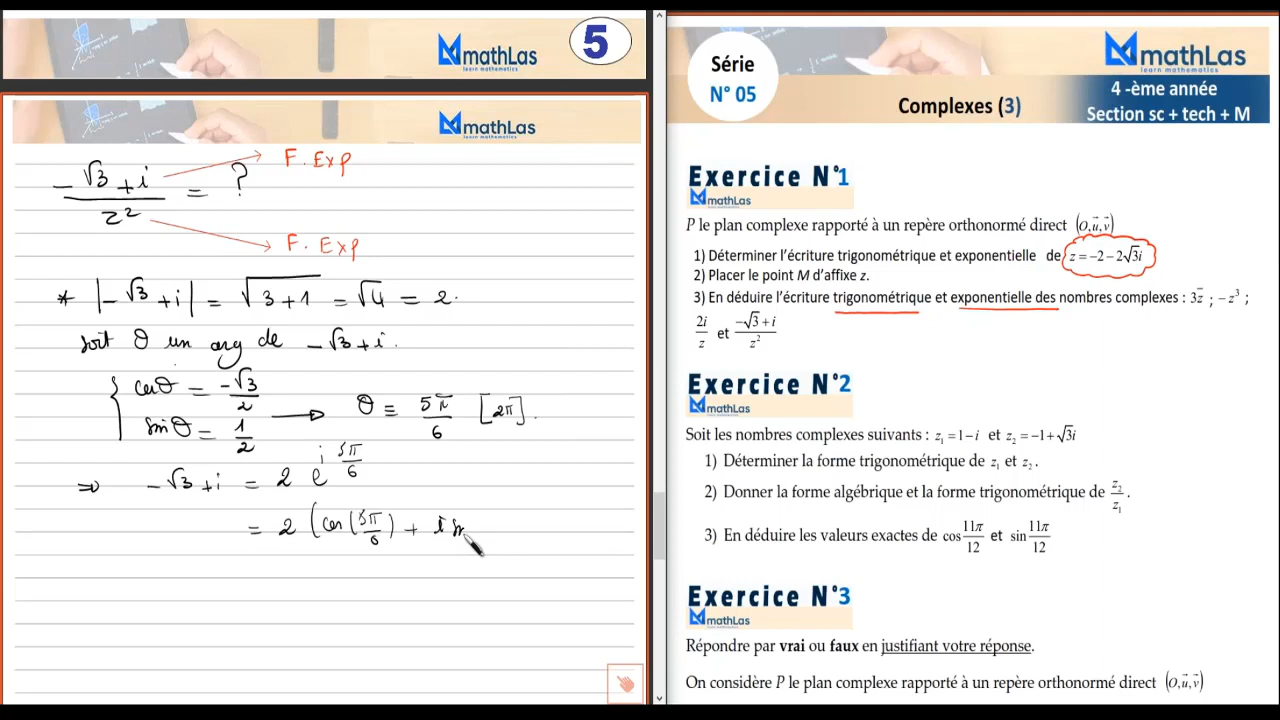 mathLas
learn mathematics
5
mathLas
-√3 + i / z² = ?
F. Exp
F. Exp
* |-√3 + i| = √(3+1) = √4 = 2.
soit θ un arg de -√3 + i.
cosθ = -√3/2
sinθ = 1/2 → θ ≡ 5π/6 [2π].
⇒ -√3 + i = 2 e^(i 5π/6)
= 2 (cos(5π/6) + i
Série
N° 05
mathLas
learn mathematics
Complexes (3)
4 -ème année
Section sc + tech + M
Exercice N°1
mathLas
P le plan complexe rapporté à un repère orthonormé direct (O,u⃗,v⃗)
1) Déterminer l’écriture trigonométrique et exponentielle de z = -2 - 2√3i
2) Placer le point M d’affixe z.
3) En déduire l’écriture trigonométrique et exponentielle des nombres complexes : 3z̅ ; -z³ ;
2i/z et (-√3 + i)/z²
Exercice N°2
mathLas
Soit les nombres complexes suivants : z₁ = 1 - i et z₂ = -1 + √3i
1) Déterminer la forme trigonométrique de z₁ et z₂.
2) Donner la forme algébrique et la forme trigonométrique de z₂/z₁.
3) En déduire les valeurs exactes de cos 11π/12 et sin 11π/12
Exercice N°3
mathLas
Répondre par vrai ou faux en justifiant votre réponse.
On considère P le plan complexe rapporté à un repère orthonormé direct (O,u⃗,v⃗)